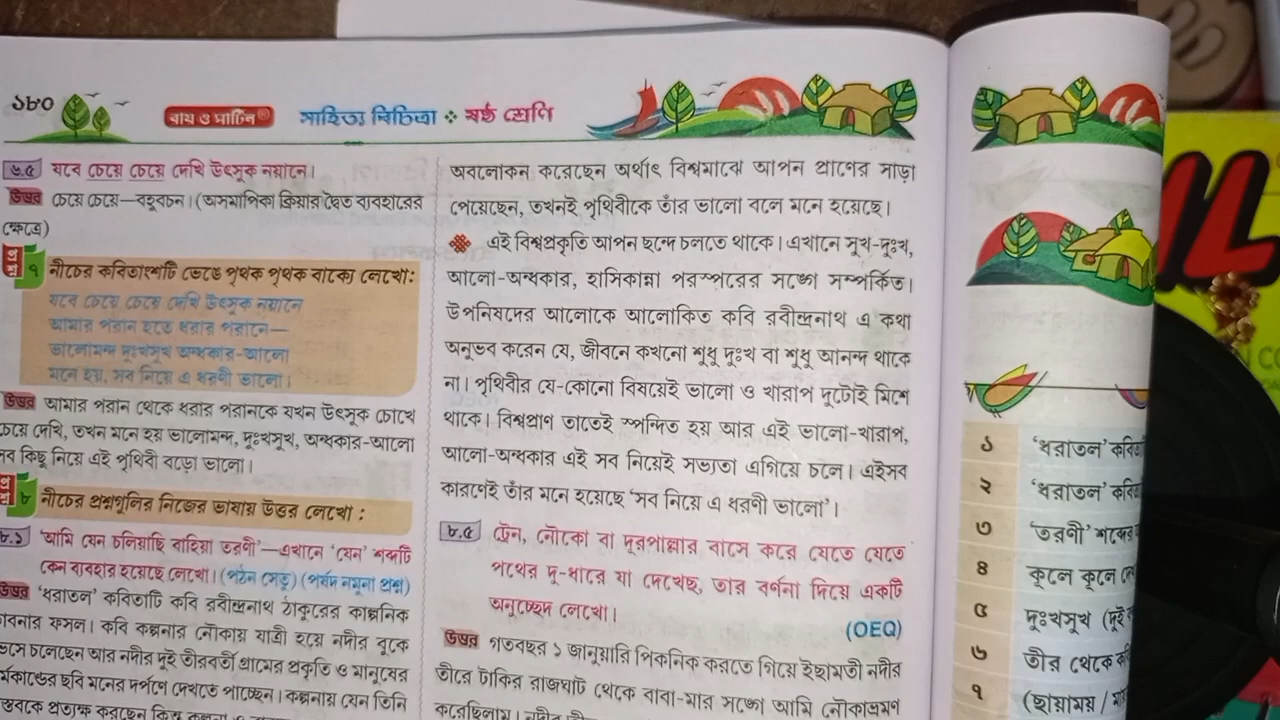 ১৮০
রায় ও মার্টিন
সাহিত্য বিচিত্রা ❖ ষষ্ঠ শ্রেণি
৬.৫ যবে চেয়ে চেয়ে দেখি উৎসুক নয়ানে।
উত্তর চেয়ে চেয়ে—বহুবচন। (অসমাপিকা ক্রিয়ার দ্বৈত ব্যবহারের
ক্ষেত্রে)
৭ নীচের কবিতাংশটি ভেঙে পৃথক পৃথক বাক্যে লেখো:
যবে চেয়ে চেয়ে দেখি উৎসুক নয়ানে
আমার পরান হতে ধরার পরানে—
ভালোমন্দ দুঃখসুখ অন্ধকার-আলো
মনে হয়, সব নিয়ে এ ধরণী ভালো।
উত্তর আমার পরান থেকে ধরার পরানকে যখন উৎসুক চোখে
চেয়ে দেখি, তখন মনে হয় ভালোমন্দ, দুঃখসুখ, অন্ধকার-আলো
সব কিছু নিয়ে এই পৃথিবী বড়ো ভালো।
৮ নীচের প্রশ্নগুলির নিজের ভাষায় উত্তর লেখো :
৮.১ 'আমি যেন চলিয়াছি বাহিয়া তরণী'—এখানে 'যেন' শব্দটি
কেন ব্যবহার হয়েছে লেখো। (পঠন সেতু) (পর্ষদ নমুনা প্রশ্ন)
উত্তর 'ধরাতল' কবিতাটি কবি রবীন্দ্রনাথ ঠাকুরের কাল্পনিক
ভাবনার ফসল। কবি কল্পনার নৌকায় যাত্রী হয়ে নদীর বুকে
ভেসে চলেছেন আর নদীর দুই তীরবর্তী গ্রামের প্রকৃতি ও মানুষের
কর্মকাণ্ডের ছবি মনের দর্পণে দেখতে পাচ্ছেন। কল্পনায় যেন তিনি
প্রত্যক্ষ করছেন কিন্তু
অবলোকন করেছেন অর্থাৎ বিশ্বমাঝে আপন প্রাণের সাড়া
পেয়েছেন, তখনই পৃথিবীকে তাঁর ভালো বলে মনে হয়েছে।
এই বিশ্বপ্রকৃতি আপন ছন্দে চলতে থাকে। এখানে সুখ-দুঃখ,
আলো-অন্ধকার, হাসিকান্না পরস্পরের সঙ্গে সম্পর্কিত।
উপনিষদের আলোকে আলোকিত কবি রবীন্দ্রনাথ এ কথা
অনুভব করেন যে, জীবনে কখনো শুধু দুঃখ বা শুধু আনন্দ থাকে
না। পৃথিবীর যে-কোনো বিষয়েই ভালো ও খারাপ দুটোই মিশে
থাকে। বিশ্বপ্রাণ তাতেই স্পন্দিত হয় আর এই ভালো-খারাপ,
আলো-অন্ধকার এই সব নিয়েই সভ্যতা এগিয়ে চলে। এইসব
কারণেই তাঁর মনে হয়েছে 'সব নিয়ে এ ধরণী ভালো'।
৮.৫ ট্রেন, নৌকো বা দূরপাল্লার বাসে করে যেতে যেতে
পথের দু-ধারে যা দেখেছ, তার বর্ণনা দিয়ে একটি
অনুচ্ছেদ লেখো।
(OEQ)
উত্তর গতবছর ১ জানুয়ারি পিকনিক করতে গিয়ে ইছামতী নদীর
তীরে টাকির রাজঘাট থেকে বাবা-মার সঙ্গে আমি নৌকাভ্রমণ
করেছিলাম।
১ 'ধরাতল'
২ 'ধরাতল'
৩ 'তরণী' শব্দের
৪ কূলে কূলে
৫ দুঃখসুখ
৬ তীর থেকে
৭ (ছায়াময় /